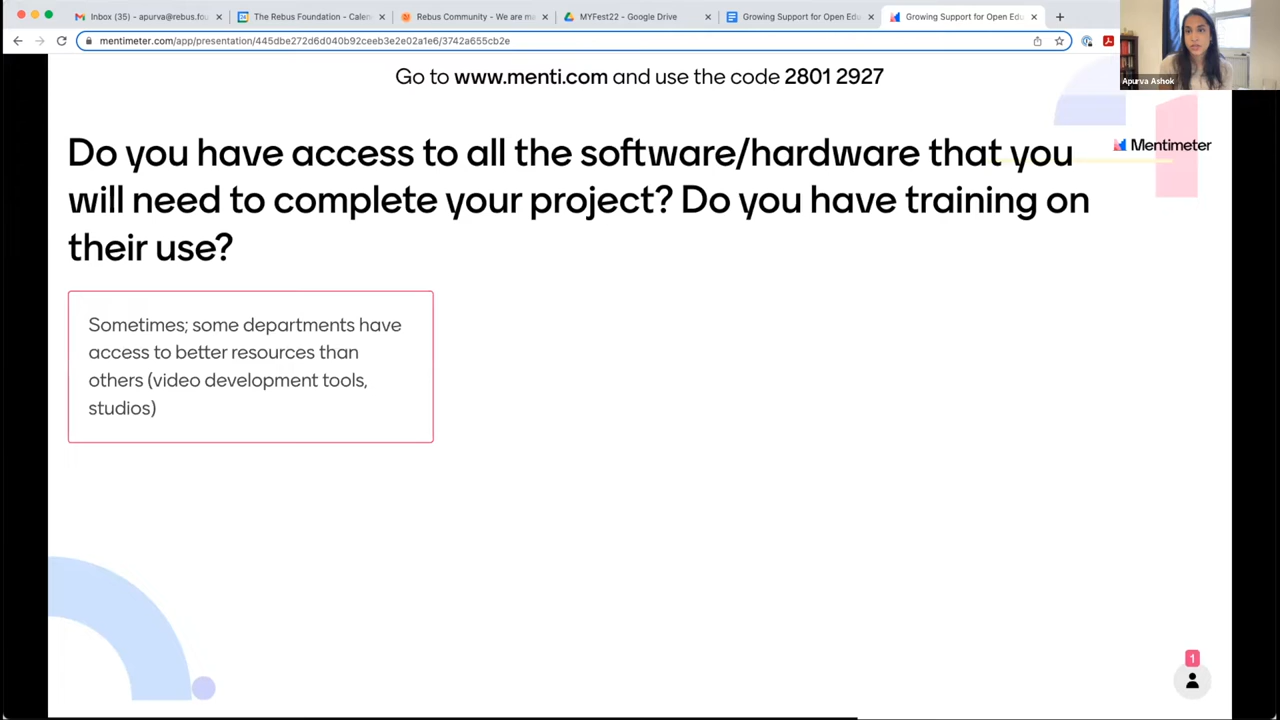 Inbox (35) - apurva@rebus.fou
The Rebus Foundation - Calen
Rebus Community - We are ma
MYFest22 - Google Drive
Growing Support for Open Edu
Growing Support for Open Edu
mentimeter.com/app/presentation/445dbe272d6d040b92ceeb3e2e02a1e6/3742a655cb2e
Apurva Ashok
Go to www.menti.com and use the code 2801 2927
Mentimeter
Do you have access to all the software/hardware that you
will need to complete your project? Do you have training on
their use?
Sometimes; some departments have
access to better resources than
others (video development tools,
studios)
1